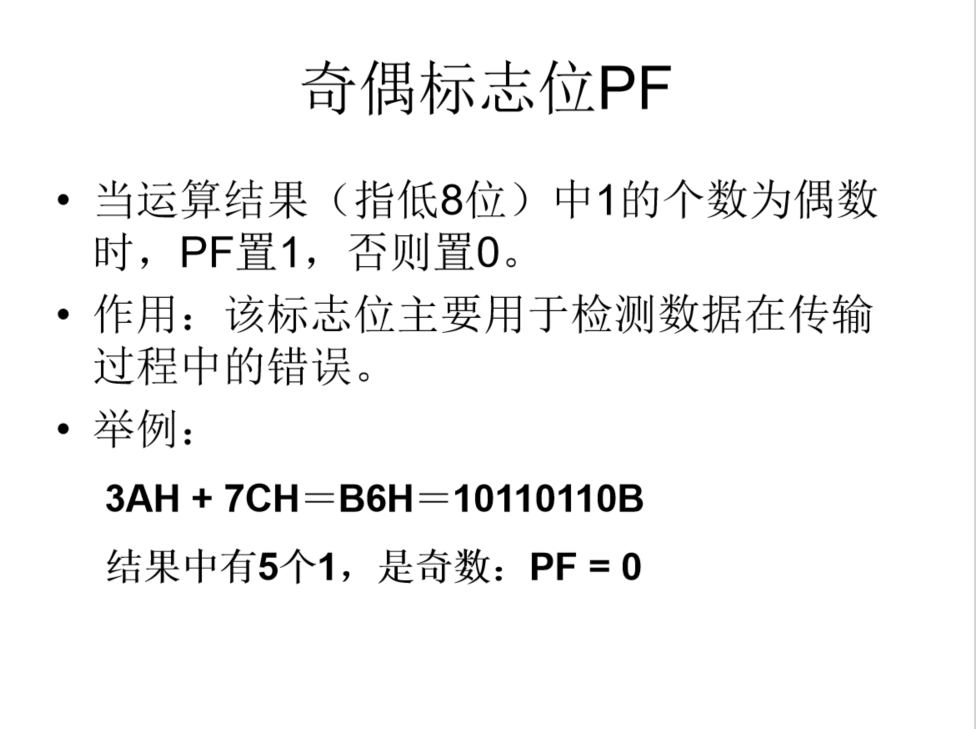 奇偶标志位PF
• 当运算结果（指低8位）中1的个数为偶数
时，PF置1，否则置0。
• 作用：该标志位主要用于检测数据在传输
过程中的错误。
• 举例：
3AH + 7CH＝B6H＝10110110B
结果中有5个1，是奇数：PF = 0